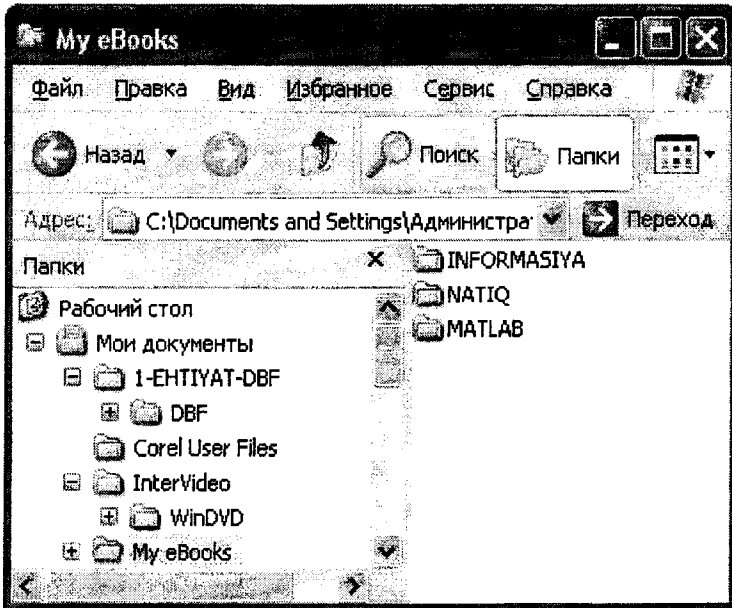 My eBooks
Файл Правка Вид Избранное Сервис Справка
Назад Поиск Папки
Адрес: C:\Documents and Settings\Администра Переход
Папки
Рабочий стол
Мои документы
1-EHTIYAT-DBF
DBF
Corel User Files
InterVideo
WinDVD
My eBooks
INFORMASIYA
NATIQ
MATLAB